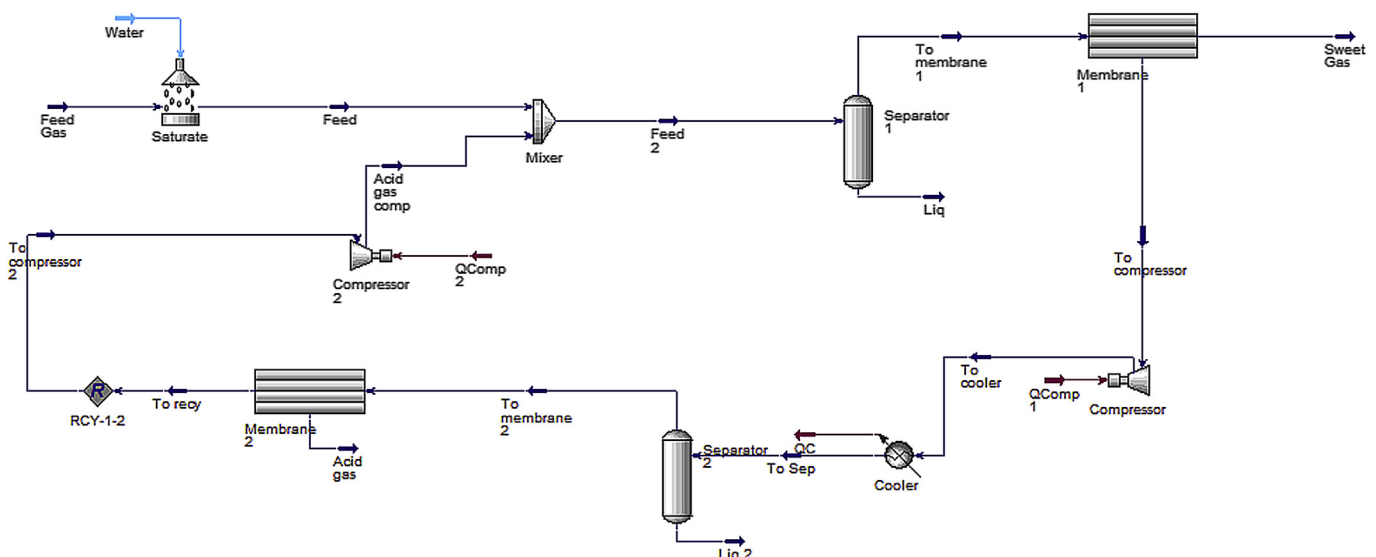 Water
To
membrane
1
Sweet
Gas
Membrane
1
Feed
Gas
Saturate
Feed
Mixer
Feed
2
Separator
1
Acid
gas
comp
Liq
To
compressor
2
QComp
2
Compressor
2
To
compressor
To
cooler
QComp
1
Compressor
R
RCY-1-2
To recy
Membrane
2
Acid
gas
To
membrane
2
Separator
2
QC
To Sep
Cooler
Liq 2